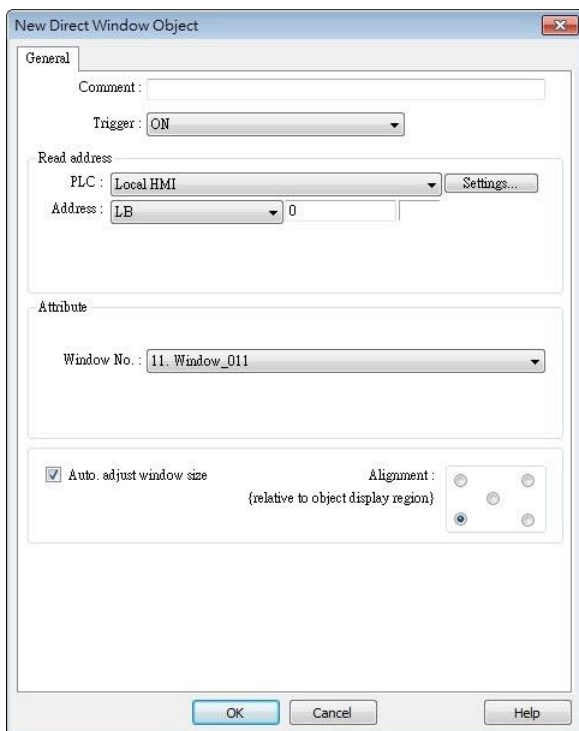 New Direct Window Object
General
Comment :
Trigger : ON
Read address
PLC : Local HMI Settings...
Address : LB 0
Attribute
Window No. : 11. Window_011
Auto. adjust window size Alignment :
{relative to object display region}
OK Cancel Help